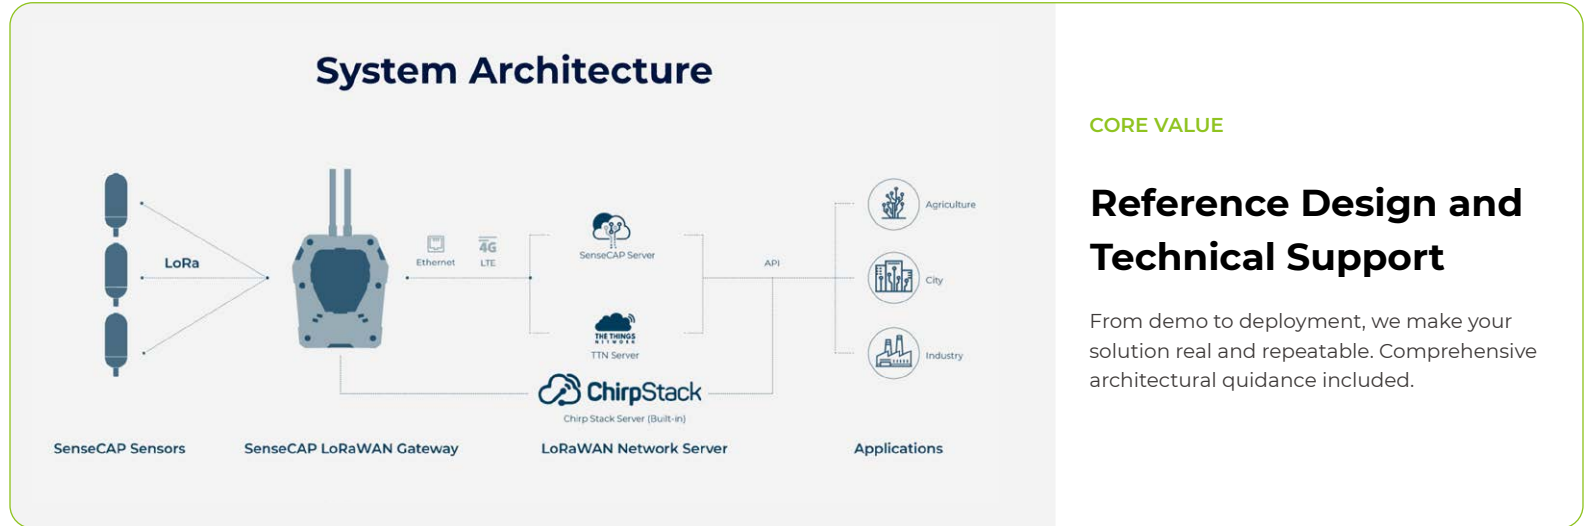 System Architecture
LoRa
Ethernet
4G
LTE
SenseCAP Server
THE THINGS
NETWORK
TTN Server
ChirpStack
Chirp Stack Server (Built-in)
API
Agriculture
City
Industry
SenseCAP Sensors
SenseCAP LoRaWAN Gateway
LoRaWAN Network Server
Applications
CORE VALUE
Reference Design and
Technical Support
From demo to deployment, we make your
solution real and repeatable. Comprehensive
architectural quidance included.